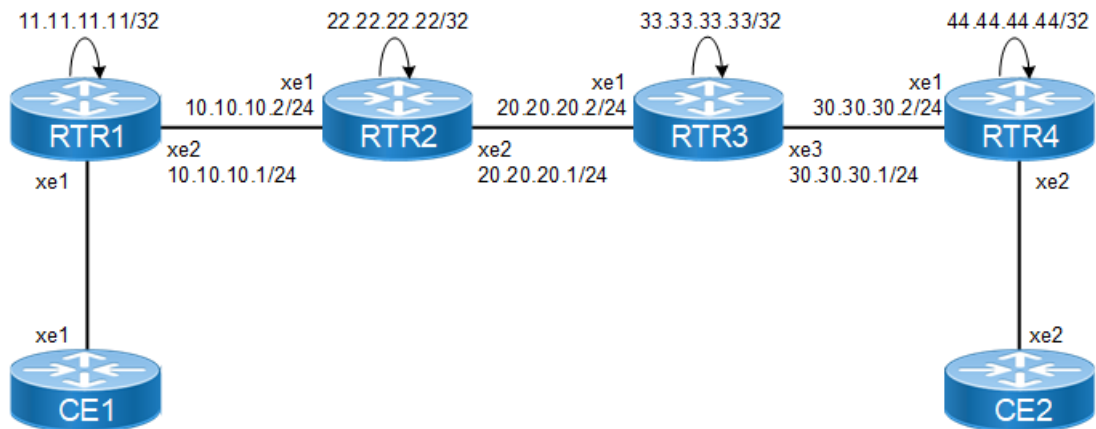 11.11.11.11/32
22.22.22.22/32
33.33.33.33/32
44.44.44.44/32
xe1
xe1
xe1
10.10.10.2/24
20.20.20.2/24
30.30.30.2/24
RTR1
RTR2
RTR3
RTR4
xe2
xe2
xe3
10.10.10.1/24
20.20.20.1/24
30.30.30.1/24
xe1
xe2
xe1
xe2
CE1
CE2